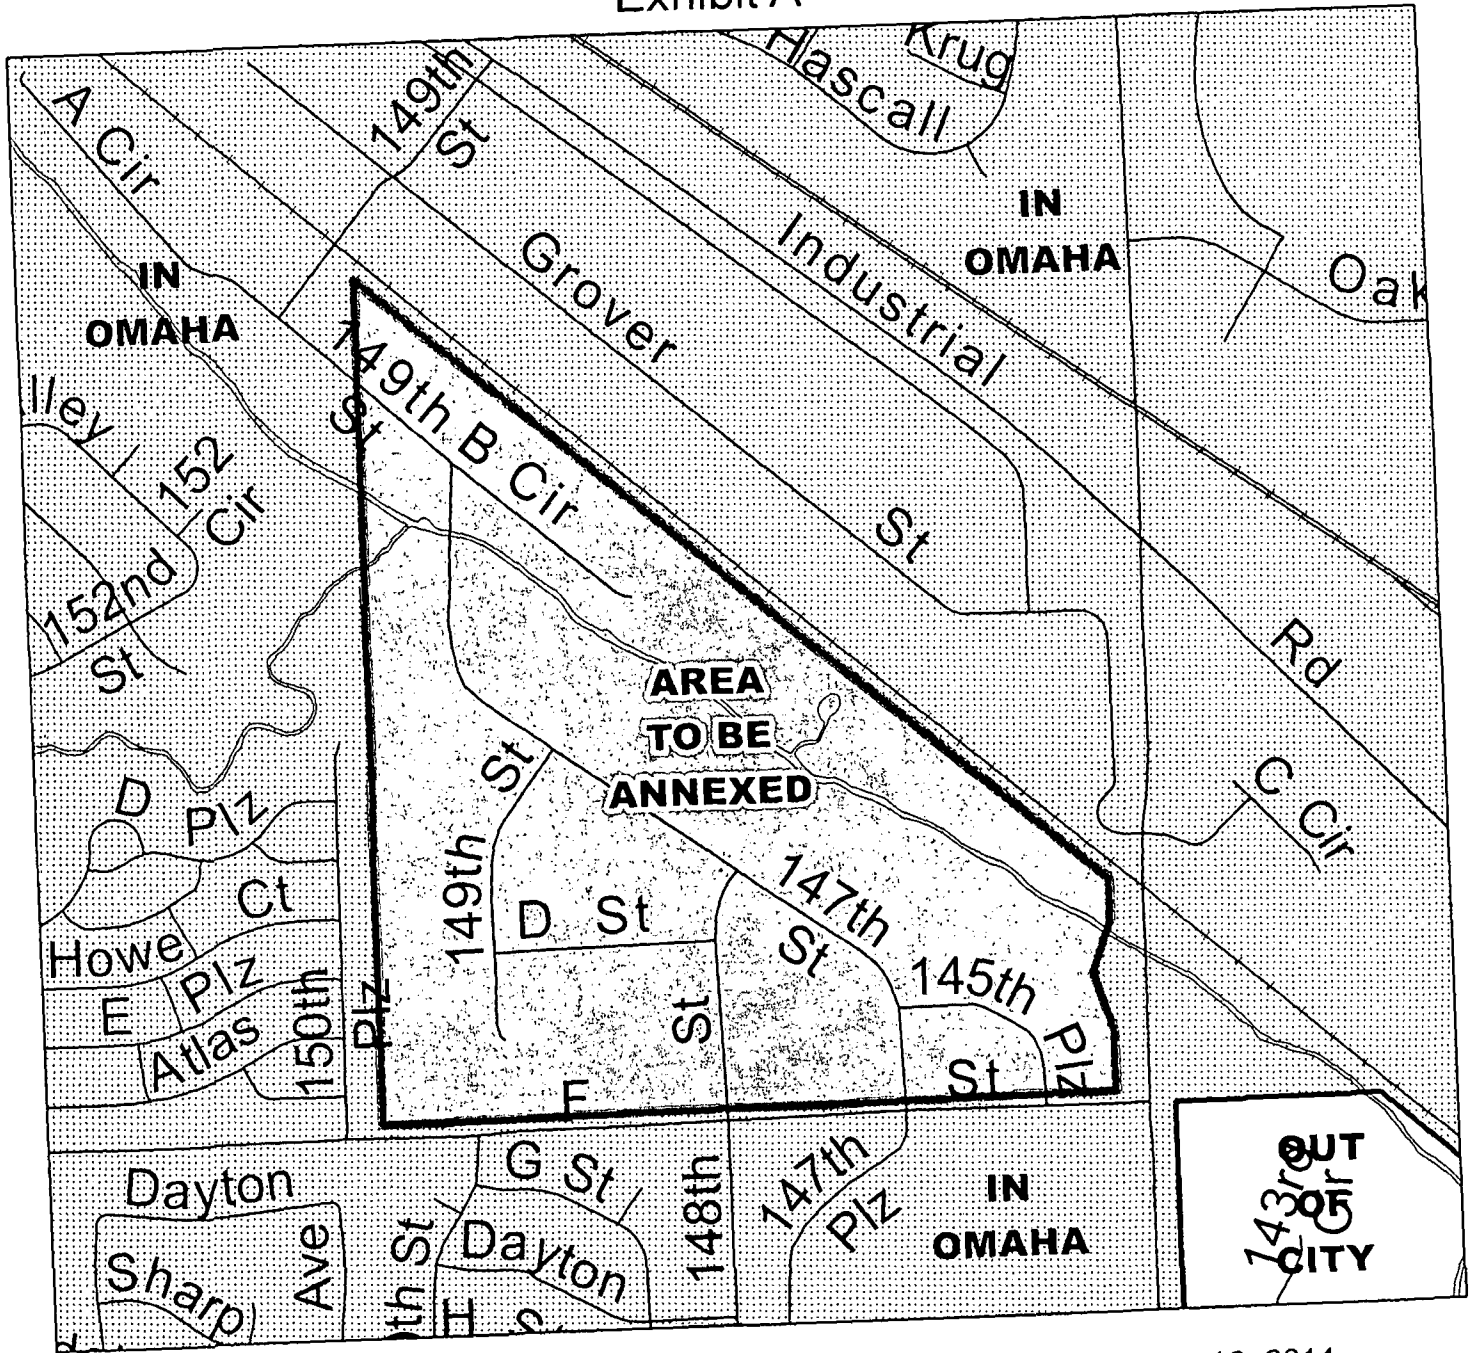 Exhibit A
Krug
Hascall
149th
St
A Cir
IN
OMAHA
IN
OMAHA
Oak
Grover
St
Industrial
Rd
149th
St
B Cir
lley
152
Cir
152nd
St
AREA
TO BE
ANNEXED
D Plz
St
149th
C Cir
147th
St
D St
Ct
Howe
145th
Plz
E Plz
150th
Plz
St
Atlas
F
St
OUT
OF
CITY
143rd
Cir
Dayton
G St
148th
147th
Plz
IN
OMAHA
Sharp
Ave
St
Dayton
H
2014